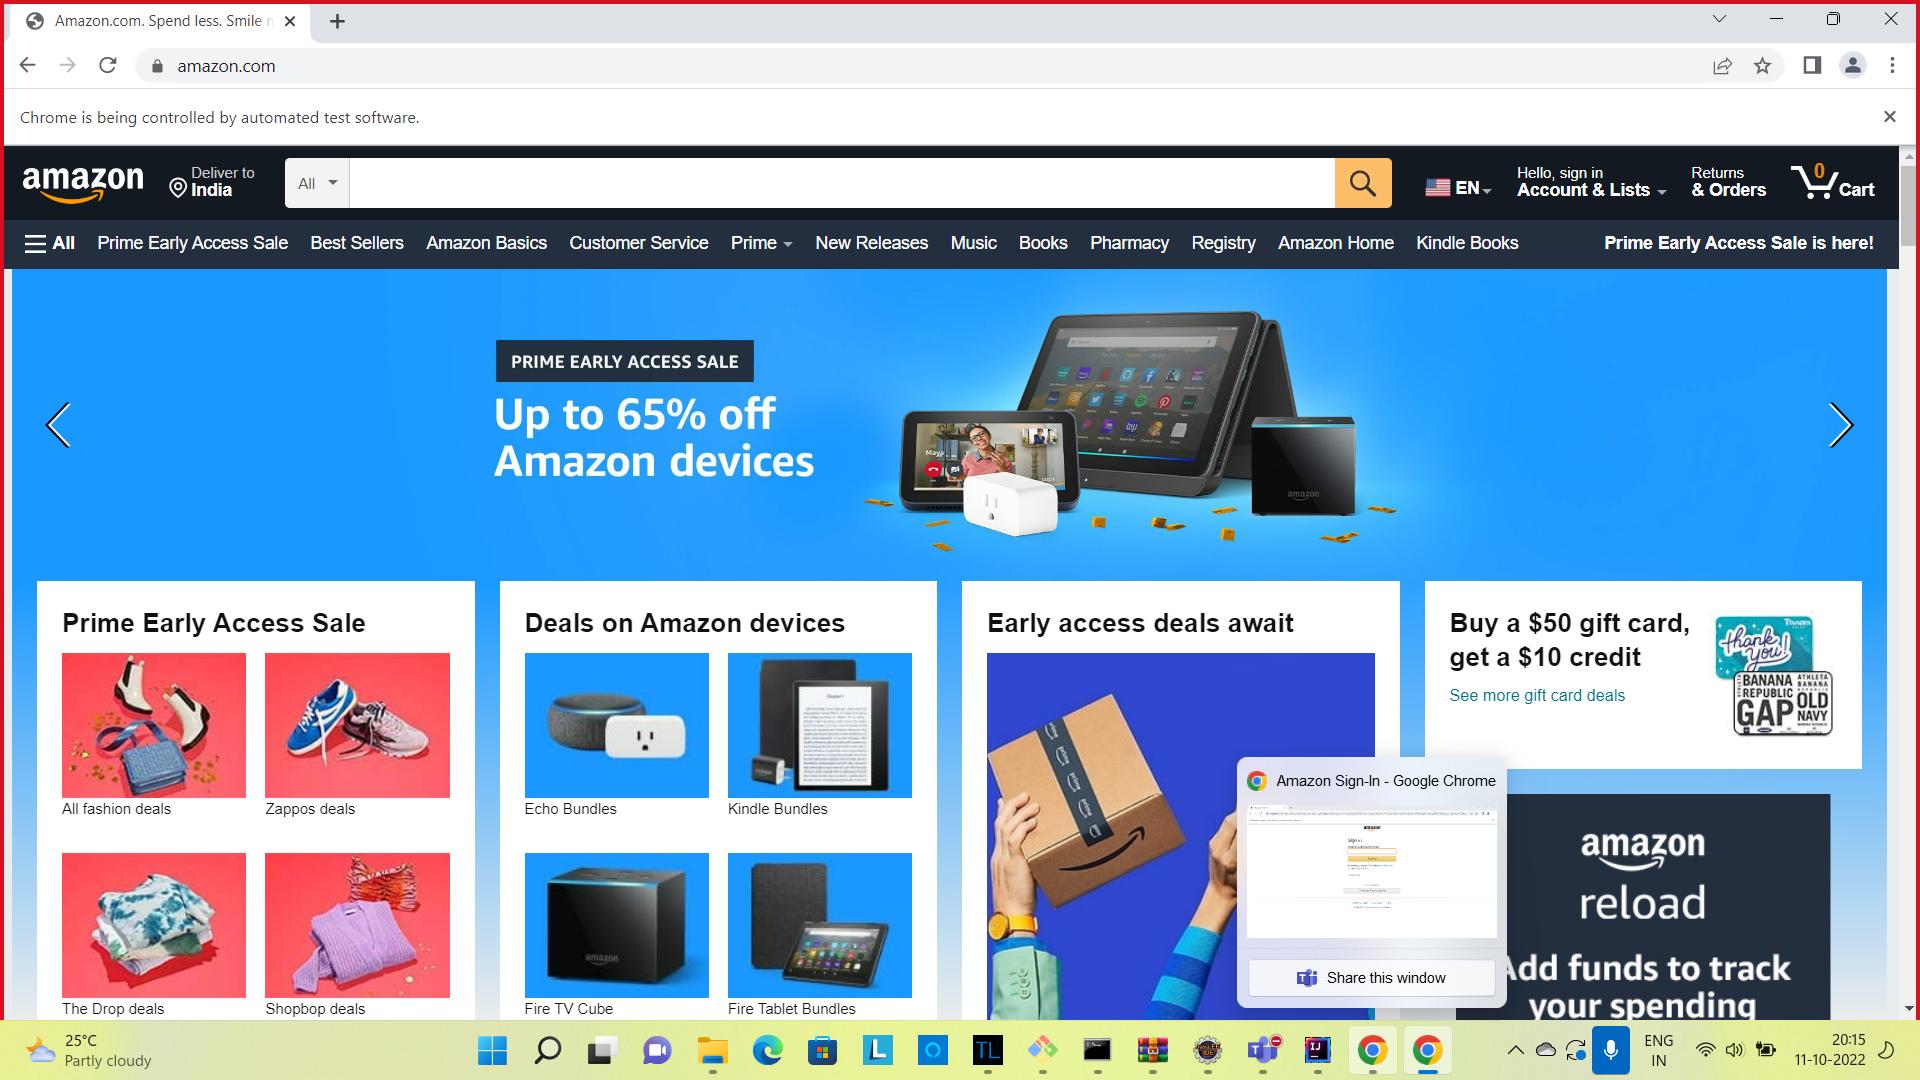 Amazon.com. Spend less. Smile
amazon.com
Chrome is being controlled by automated test software.
amazon
Deliver to
India
All
EN
Hello, sign in
Account & Lists
Returns
& Orders
0
Cart
All
Prime Early Access Sale
Best Sellers
Amazon Basics
Customer Service
Prime
New Releases
Music
Books
Pharmacy
Registry
Amazon Home
Kindle Books
Prime Early Access Sale is here!
PRIME EARLY ACCESS SALE
Up to 65% off
Amazon devices
amazon
Prime Early Access Sale
All fashion deals
Zappos deals
The Drop deals
Shopbop deals
Deals on Amazon devices
Echo Bundles
Kindle Bundles
amazon
Fire TV Cube
Fire Tablet Bundles
Early access deals await
Buy a $50 gift card,
get a $10 credit
See more gift card deals
thank you!
BANANA REPUBLIC
ATHLETA
GAP
OLD NAVY
Amazon Sign-In - Google Chrome
amazon
Share this window
amazon
reload
Add funds to track
your spending
25°C
Partly cloudy
TL
IJ
ENG
IN
20:15
11-10-2022